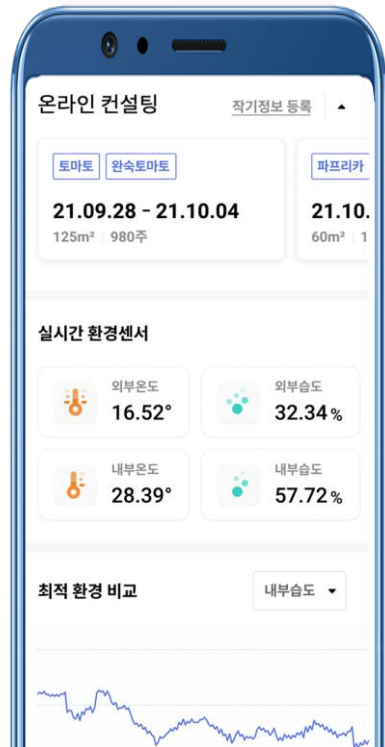 온라인 컨설팅
작기정보 등록
토마토 완숙토마토
21.09.28 - 21.10.04
125m² 980주
파프리카
21.10.
60m² 1
실시간 환경센서
외부온도
16.52°
외부습도
32.34%
내부온도
28.39°
내부습도
57.72%
최적 환경 비교
내부습도